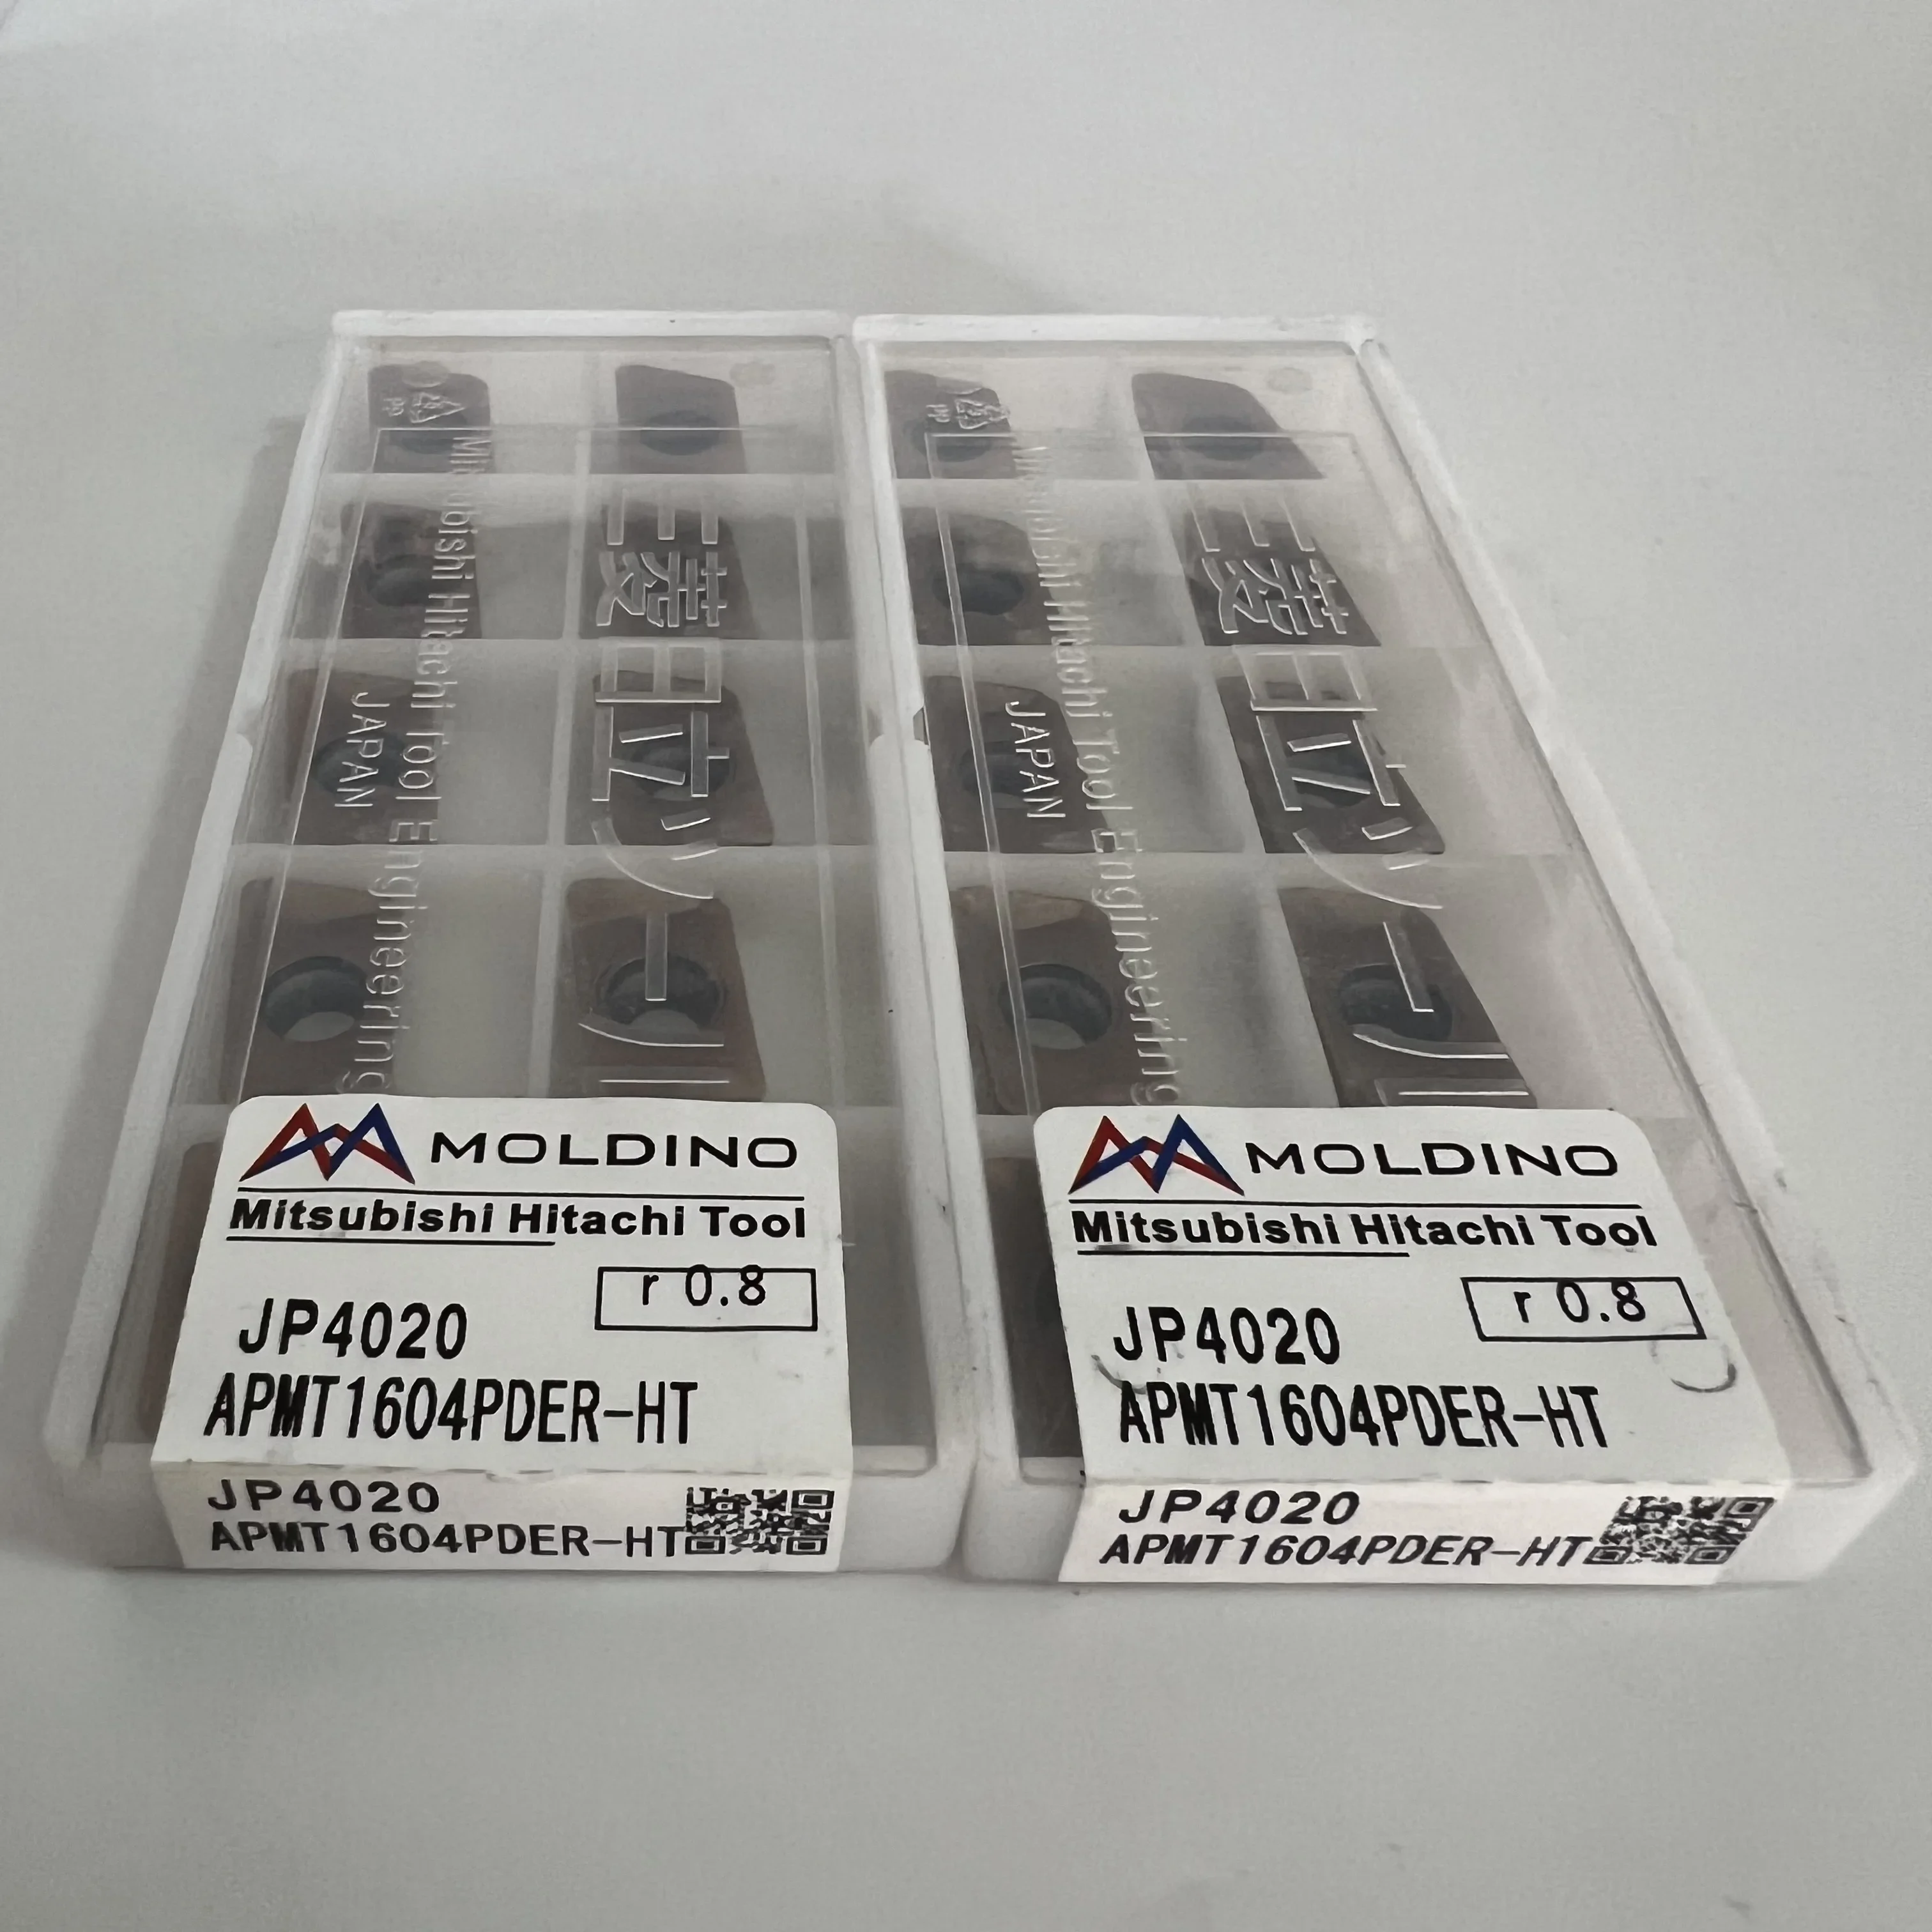 PP
Mitsubishi Hitachi Tool Engineering
JAPAN
三菱日立ツール
MOLDINO
Mitsubishi Hitachi Tool
r 0.8
JP4020
APMT1604PDER-HT
JP4020
APMT1604PDER-HT
PP
Mitsubishi Hitachi Tool Engineering
JAPAN
三菱日立ツール
MOLDINO
Mitsubishi Hitachi Tool
r 0.8
JP4020
APMT1604PDER-HT
JP4020
APMT1604PDER-HT